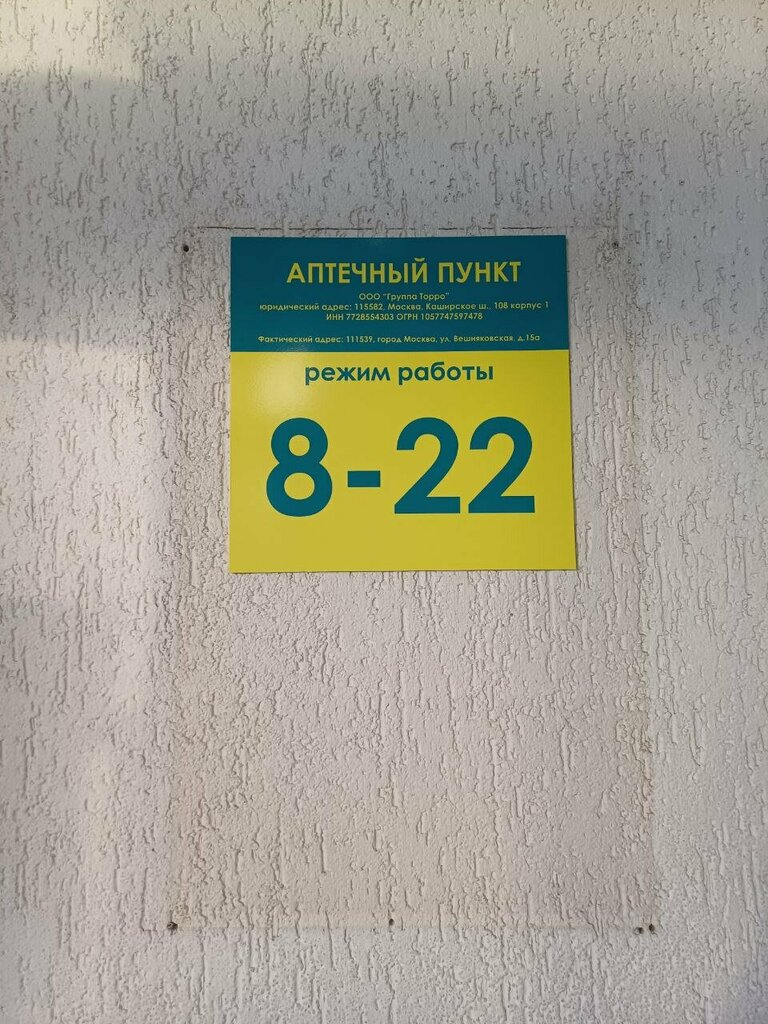 АПТЕЧНЫЙ ПУНКТ
ООО "Группа Торро"
юридический адрес: 115582, Москва, Каширское ш., 108 корпус 1
ИНН 7728554303 ОГРН 1057747597478
Фактический адрес: 111539, город Москва, ул. Вешняковская, д.15а
режим работы
8-22